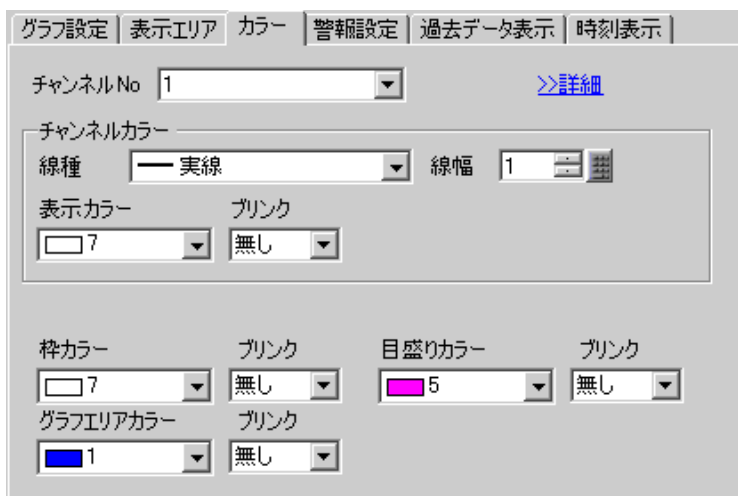 グラフ設定 表示エリア カラー 警報設定 過去データ表示 時刻表示
チャンネルNo 1 >>詳細
チャンネルカラー
線種 実線 線幅 1
表示カラー ブリンク
7 無し
枠カラー ブリンク 目盛りカラー ブリンク
7 無し 5 無し
グラフエリアカラー ブリンク
1 無し